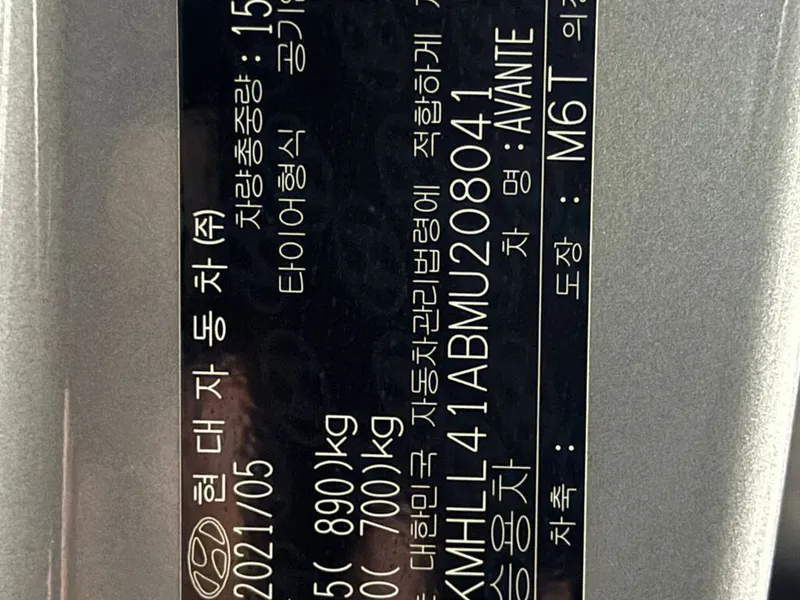 현대자동차(주)
2021/05 차량총중량:15
타이어형식 공기
5( 890)kg
0( 700)kg
대한민국 자동차관리법령에 적합하게
KMHLL41ABMU208041
승용차 차 명:AVANTE
차축: 도장: M6T